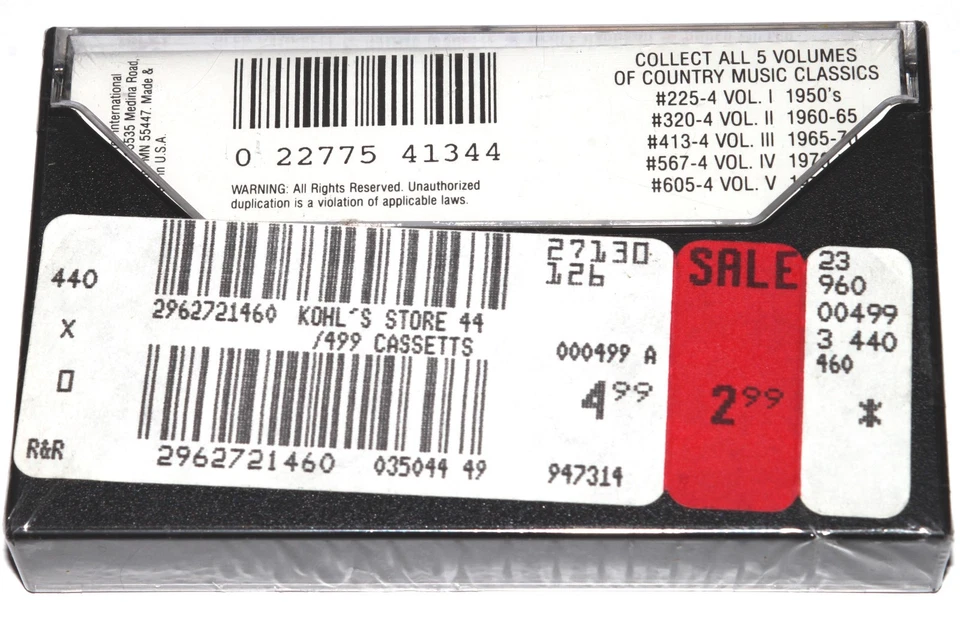 International
6535 Medina Road,
MN 55447. Made &
in U.S.A.
0 22775 41344
WARNING: All Rights Reserved. Unauthorized
duplication is a violation of applicable laws.
COLLECT ALL 5 VOLUMES
OF COUNTRY MUSIC CLASSICS
#225-4 VOL. I 1950's
#320-4 VOL. II 1960-65
#413-4 VOL. III 1965-70
#567-4 VOL. IV
#605-4 VOL. V
440
X
0
R&R
2962721460 KOHL'S STORE 44
/499 CASSETTS
2962721460 035044 49
27130
126
000499 A
4.99
947314
SALE
2.99
23
960
00499
3 440
460
*